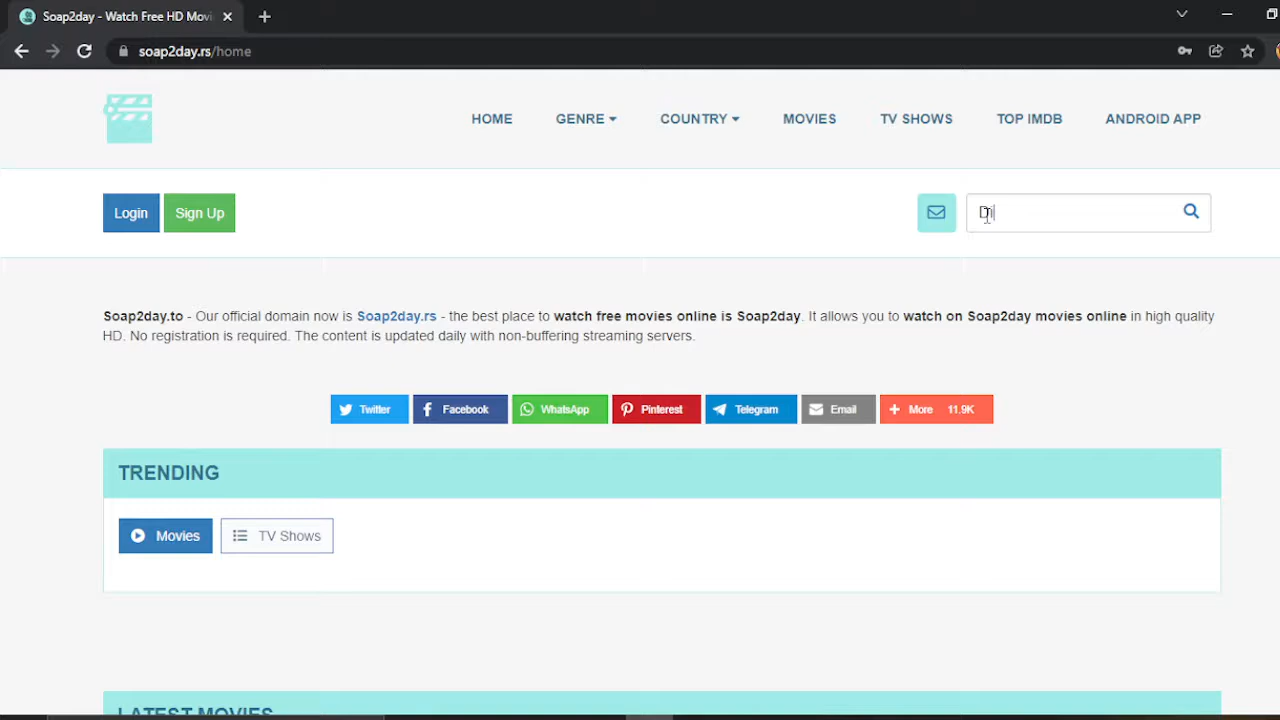 Soap2day - Watch Free HD Movi
soap2day.rs/home
HOME GENRE COUNTRY MOVIES TV SHOWS TOP IMDB ANDROID APP
Login Sign Up
Soap2day.to - Our official domain now is Soap2day.rs - the best place to watch free movies online is Soap2day. It allows you to watch on Soap2day movies online in high quality
HD. No registration is required. The content is updated daily with non-buffering streaming servers.
Twitter Facebook WhatsApp Pinterest Telegram Email More 11.9K
TRENDING
Movies TV Shows
LATEST MOVIES